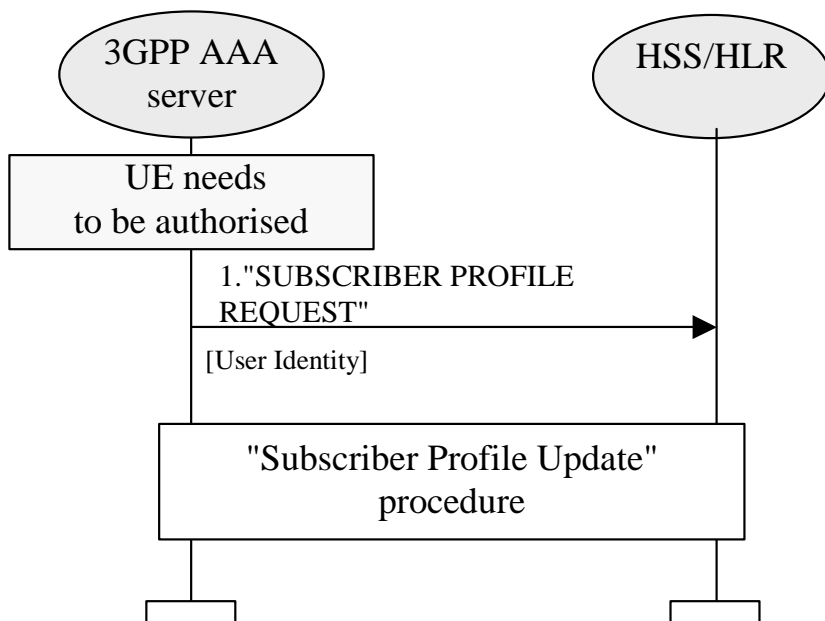 3GPP AAA
server
HSS/HLR
UE needs
to be authorised
1."SUBSCRIBER PROFILE
REQUEST"
[User Identity]
"Subscriber Profile Update"
procedure